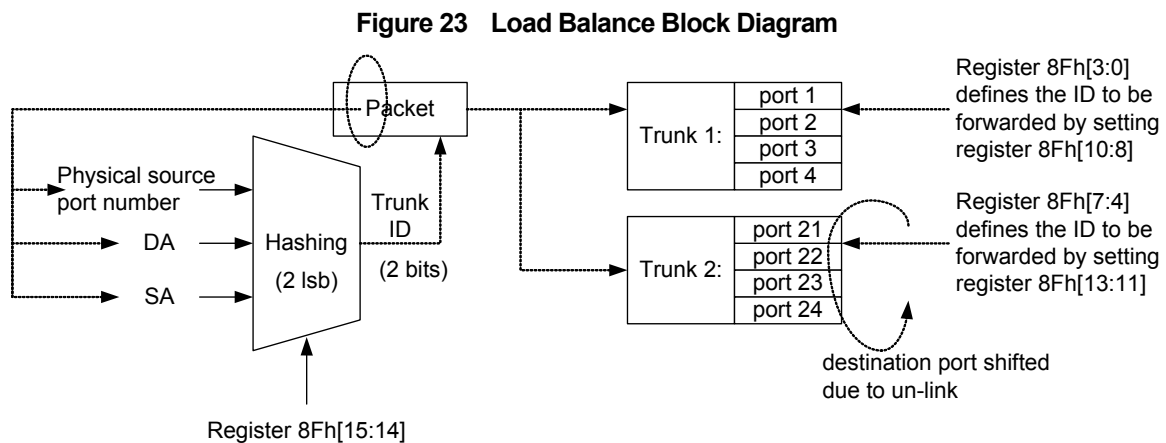 Figure 23 Load Balance Block Diagram
Packet
Physical source
port number
DA
SA
Hashing
(2 lsb)
Trunk
ID
(2 bits)
Register 8Fh[15:14]
Trunk 1:
port 1
port 2
port 3
port 4
Register 8Fh[3:0]
defines the ID to be
forwarded by setting
register 8Fh[10:8]
Trunk 2:
port 21
port 22
port 23
port 24
Register 8Fh[7:4]
defines the ID to be
forwarded by setting
register 8Fh[13:11]
destination port shifted
due to un-link